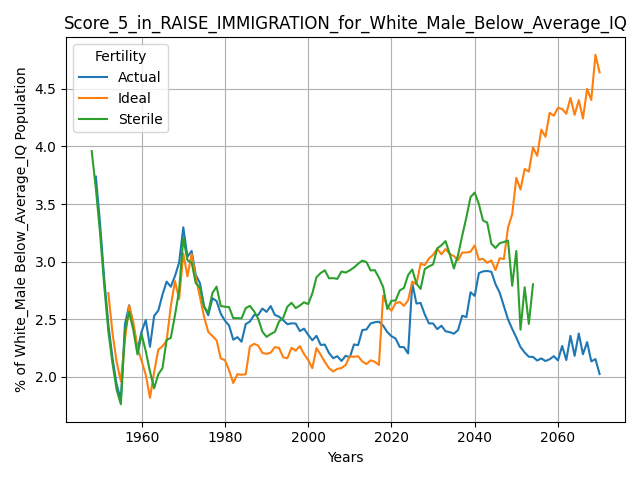 Score_5_in_RAISE_IMMIGRATION_for_White_Male_Below_Average_IQ
Fertility
Actual
Ideal
Sterile
% of White_Male Below_Average_IQ Population
4.5
4.0
3.5
3.0
2.5
2.0
1960 1980 2000 2020 2040 2060
Years